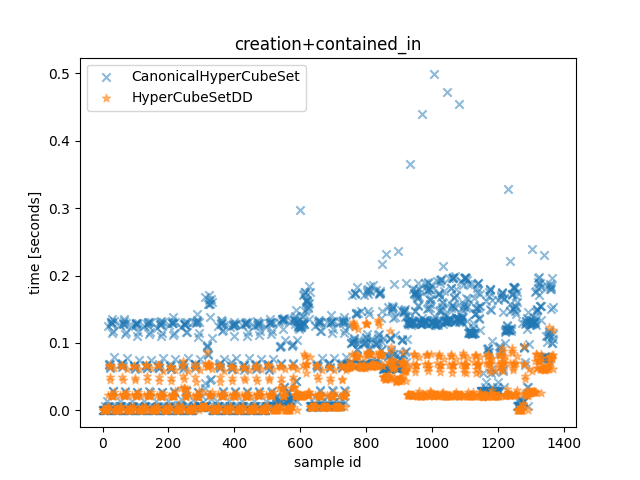 creation+contained_in
CanonicalHyperCubeSet
HyperCubeSetDD
time [seconds]
0.5
0.4
0.3
0.2
0.1
0.0
0 200 400 600 800 1000 1200 1400
sample id